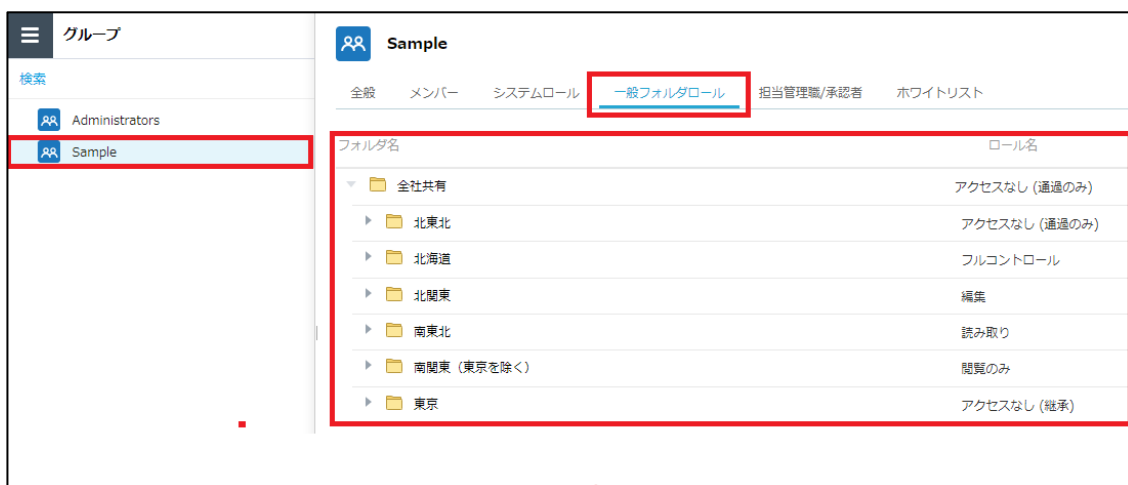 グループ
検索
Administrators
Sample
Sample
全般 メンバー システムロール 一般フォルダロール 担当管理職/承認者 ホワイトリスト
フォルダ名 ロール名
全社共有 アクセスなし (通過のみ)
北東北 アクセスなし (通過のみ)
北海道 フルコントロール
北関東 編集
南東北 読み取り
南関東（東京を除く） 閲覧のみ
東京 アクセスなし (継承)